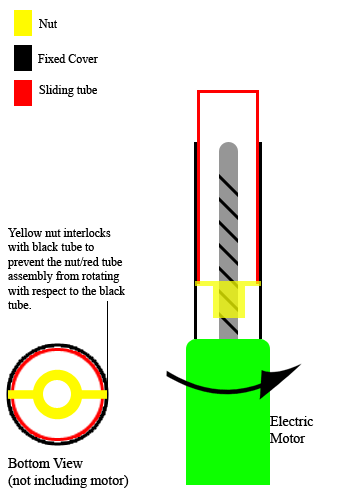 Nut
Fixed Cover
Sliding tube
Yellow nut interlocks
with black tube to
prevent the nut/red tube
assembly from rotating
with respect to the black
tube.
Electric
Motor
Bottom View
(not including motor)